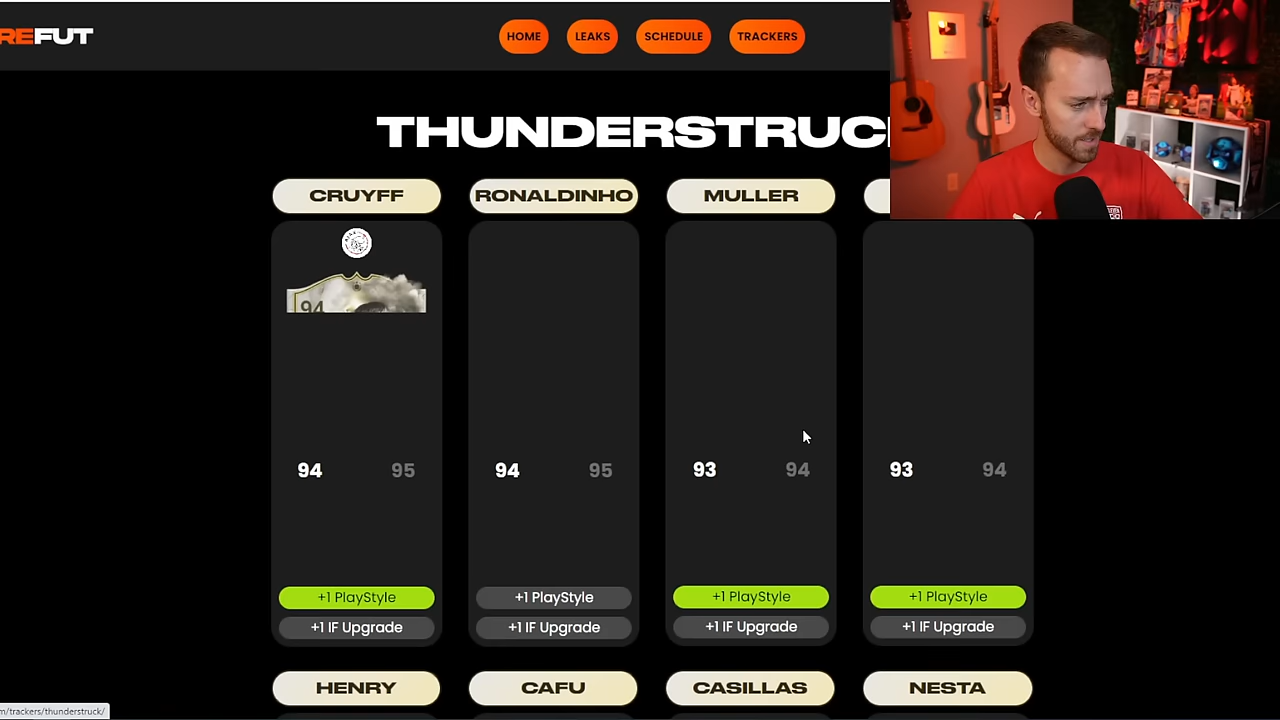 REFUT
HOME LEAKS SCHEDULE TRACKERS
THUNDERSTRUC
CRUYFF RONALDINHO MULLER
94
94 95 94 95 93 94 93 94
+1 PlayStyle +1 PlayStyle +1 PlayStyle +1 PlayStyle
+1 IF Upgrade +1 IF Upgrade +1 IF Upgrade +1 IF Upgrade
HENRY CAFU CASILLAS NESTA
m/trackers/thunderstruck/